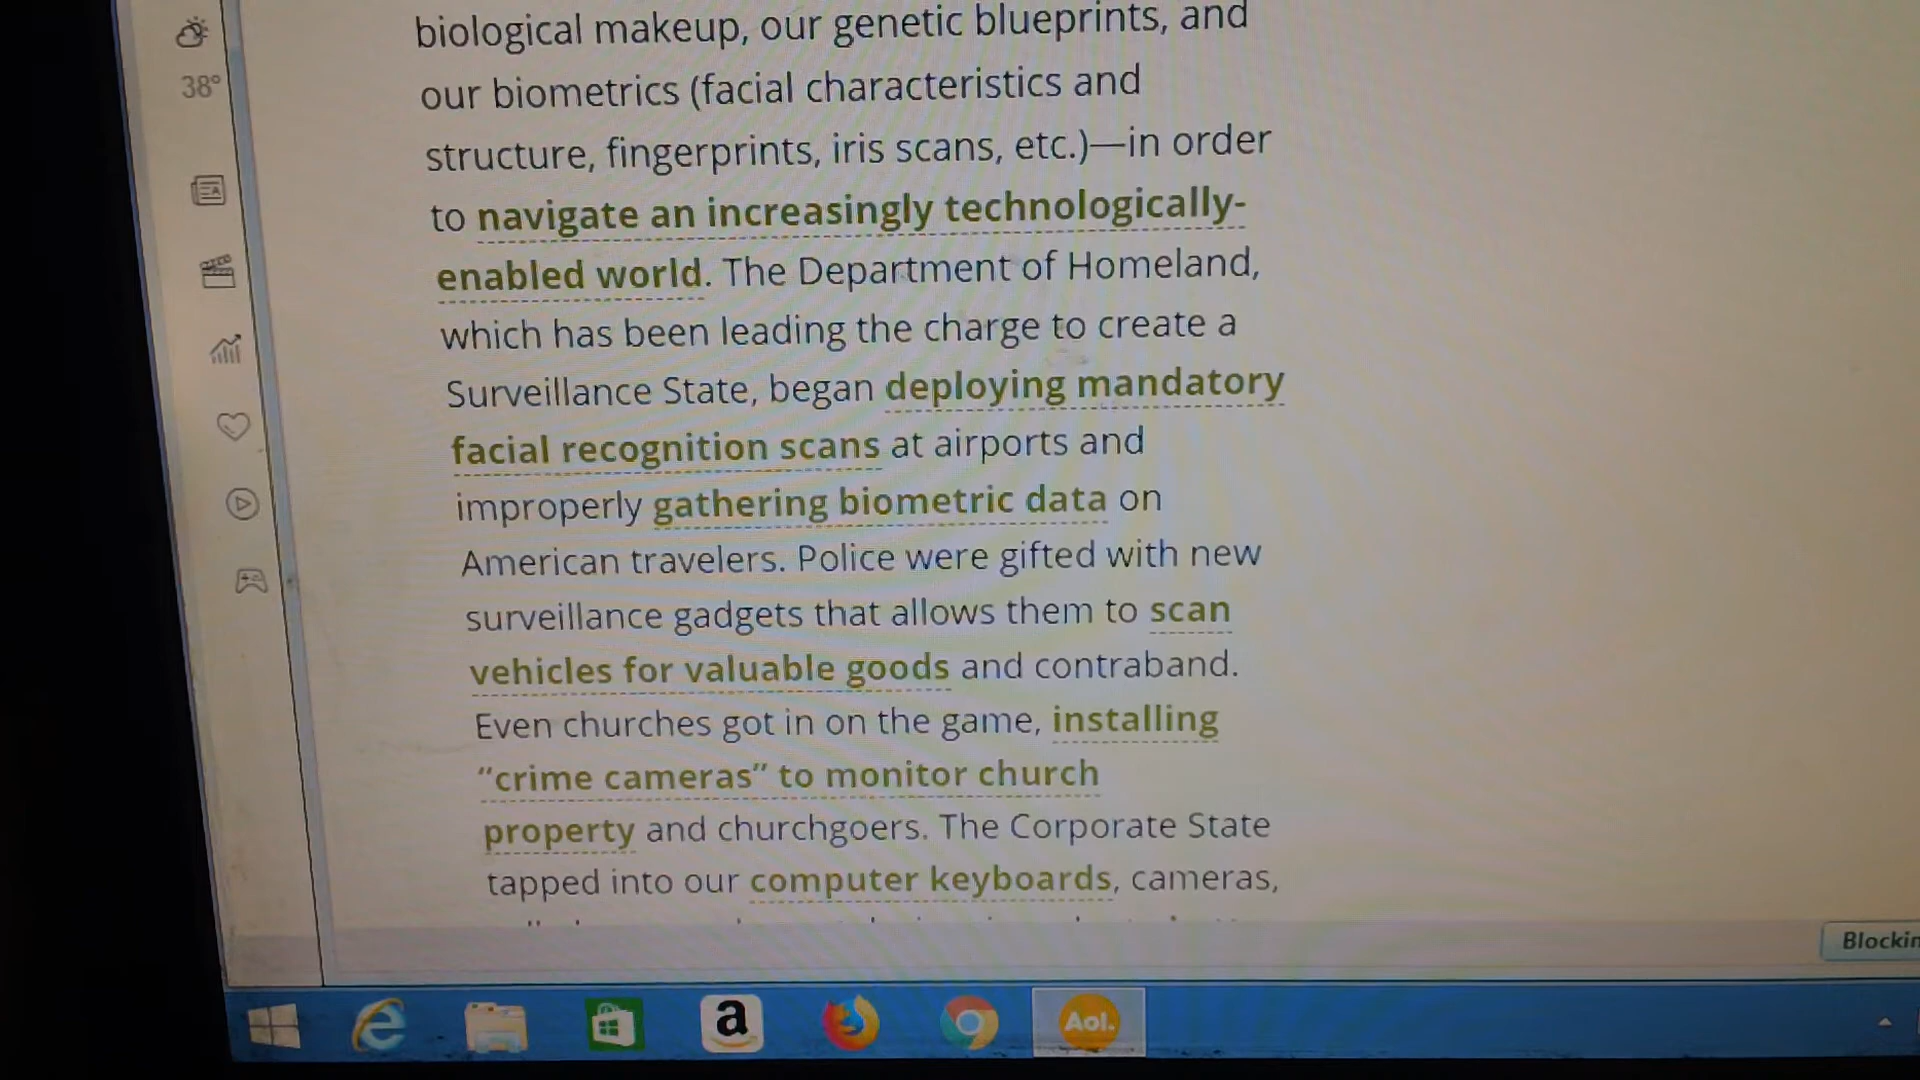 biological makeup, our genetic blueprints, and
38°
our biometrics (facial characteristics and
structure, fingerprints, iris scans, etc.)—in order
to navigate an increasingly technologically-
enabled world. The Department of Homeland,
which has been leading the charge to create a
Surveillance State, began deploying mandatory
facial recognition scans at airports and
improperly gathering biometric data on
American travelers. Police were gifted with new
surveillance gadgets that allows them to scan
vehicles for valuable goods and contraband.
Even churches got in on the game, installing
“crime cameras” to monitor church
property and churchgoers. The Corporate State
tapped into our computer keyboards, cameras,
a
Aol.